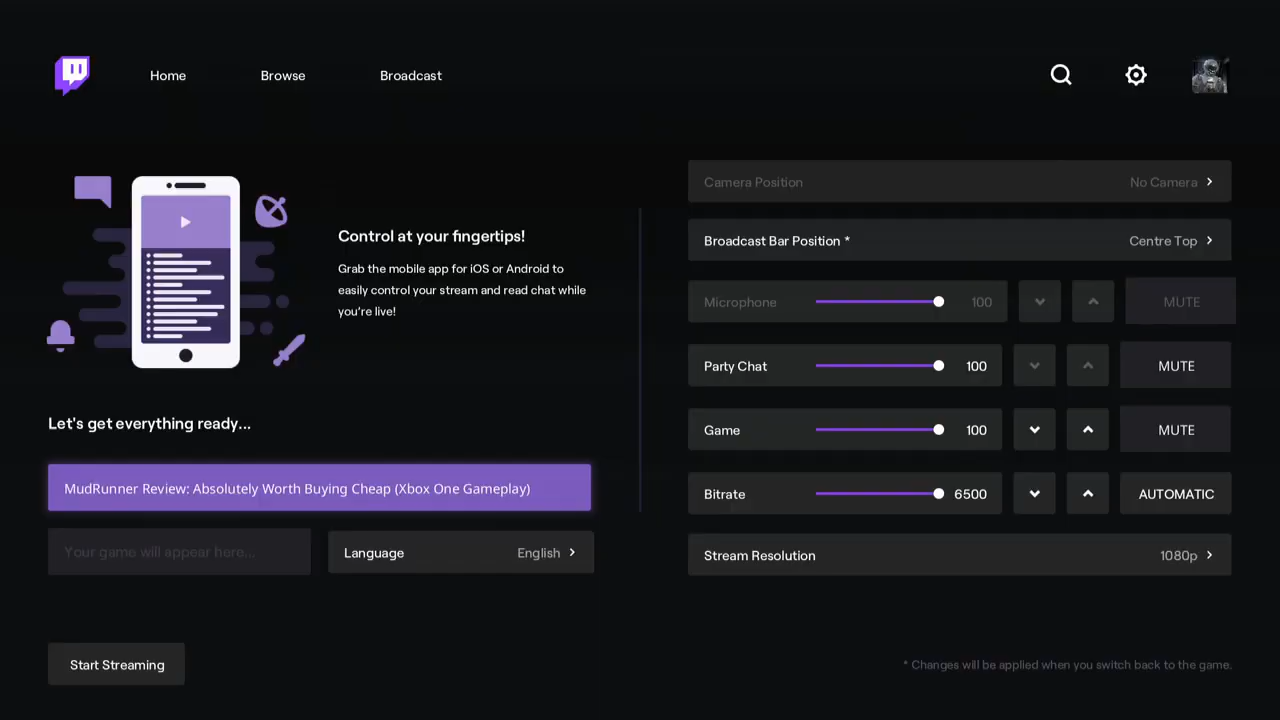 Home
Browse
Broadcast
Control at your fingertips!
Grab the mobile app for iOS or Android to
easily control your stream and read chat while
you're live!
Let's get everything ready...
MudRunner Review: Absolutely Worth Buying Cheap (Xbox One Gameplay)
Your game will appear here...
Language English
Start Streaming
Camera Position No Camera
Broadcast Bar Position * Centre Top
Microphone 100 MUTE
Party Chat 100 MUTE
Game 100 MUTE
Bitrate 6500 AUTOMATIC
Stream Resolution 1080p
* Changes will be applied when you switch back to the game.